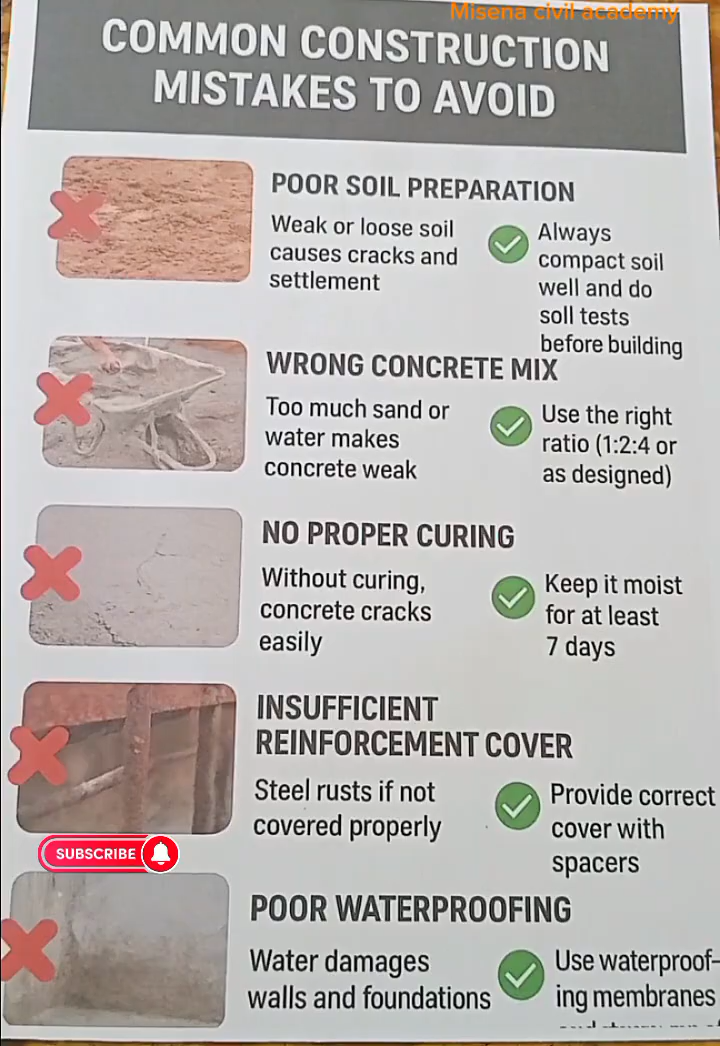 Misena civil academy
COMMON CONSTRUCTION
MISTAKES TO AVOID
POOR SOIL PREPARATION
Weak or loose soil
causes cracks and
settlement
Always
compact soil
well and do
soll tests
before building
WRONG CONCRETE MIX
Too much sand or
water makes
concrete weak
Use the right
ratio (1:2:4 or
as designed)
NO PROPER CURING
Without curing,
concrete cracks
easily
Keep it moist
for at least
7 days
INSUFFICIENT
REINFORCEMENT COVER
Steel rusts if not
covered properly
Provide correct
cover with
spacers
SUBSCRIBE
POOR WATERPROOFING
Water damages
walls and foundations
Use waterproof-
ing membranes